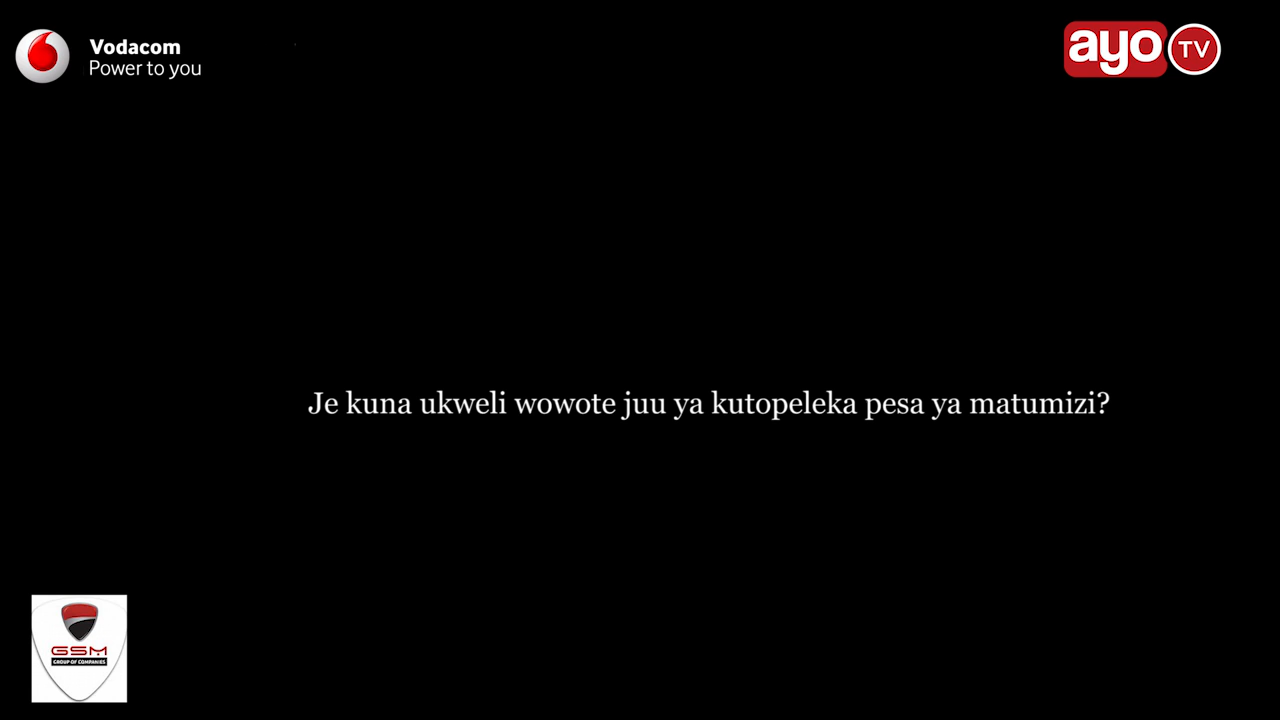 Vodacom
Power to you
ayo TV
Je kuna ukweli wowote juu ya kutopeleka pesa ya matumizi?
GSM
GROUP OF COMPANIES